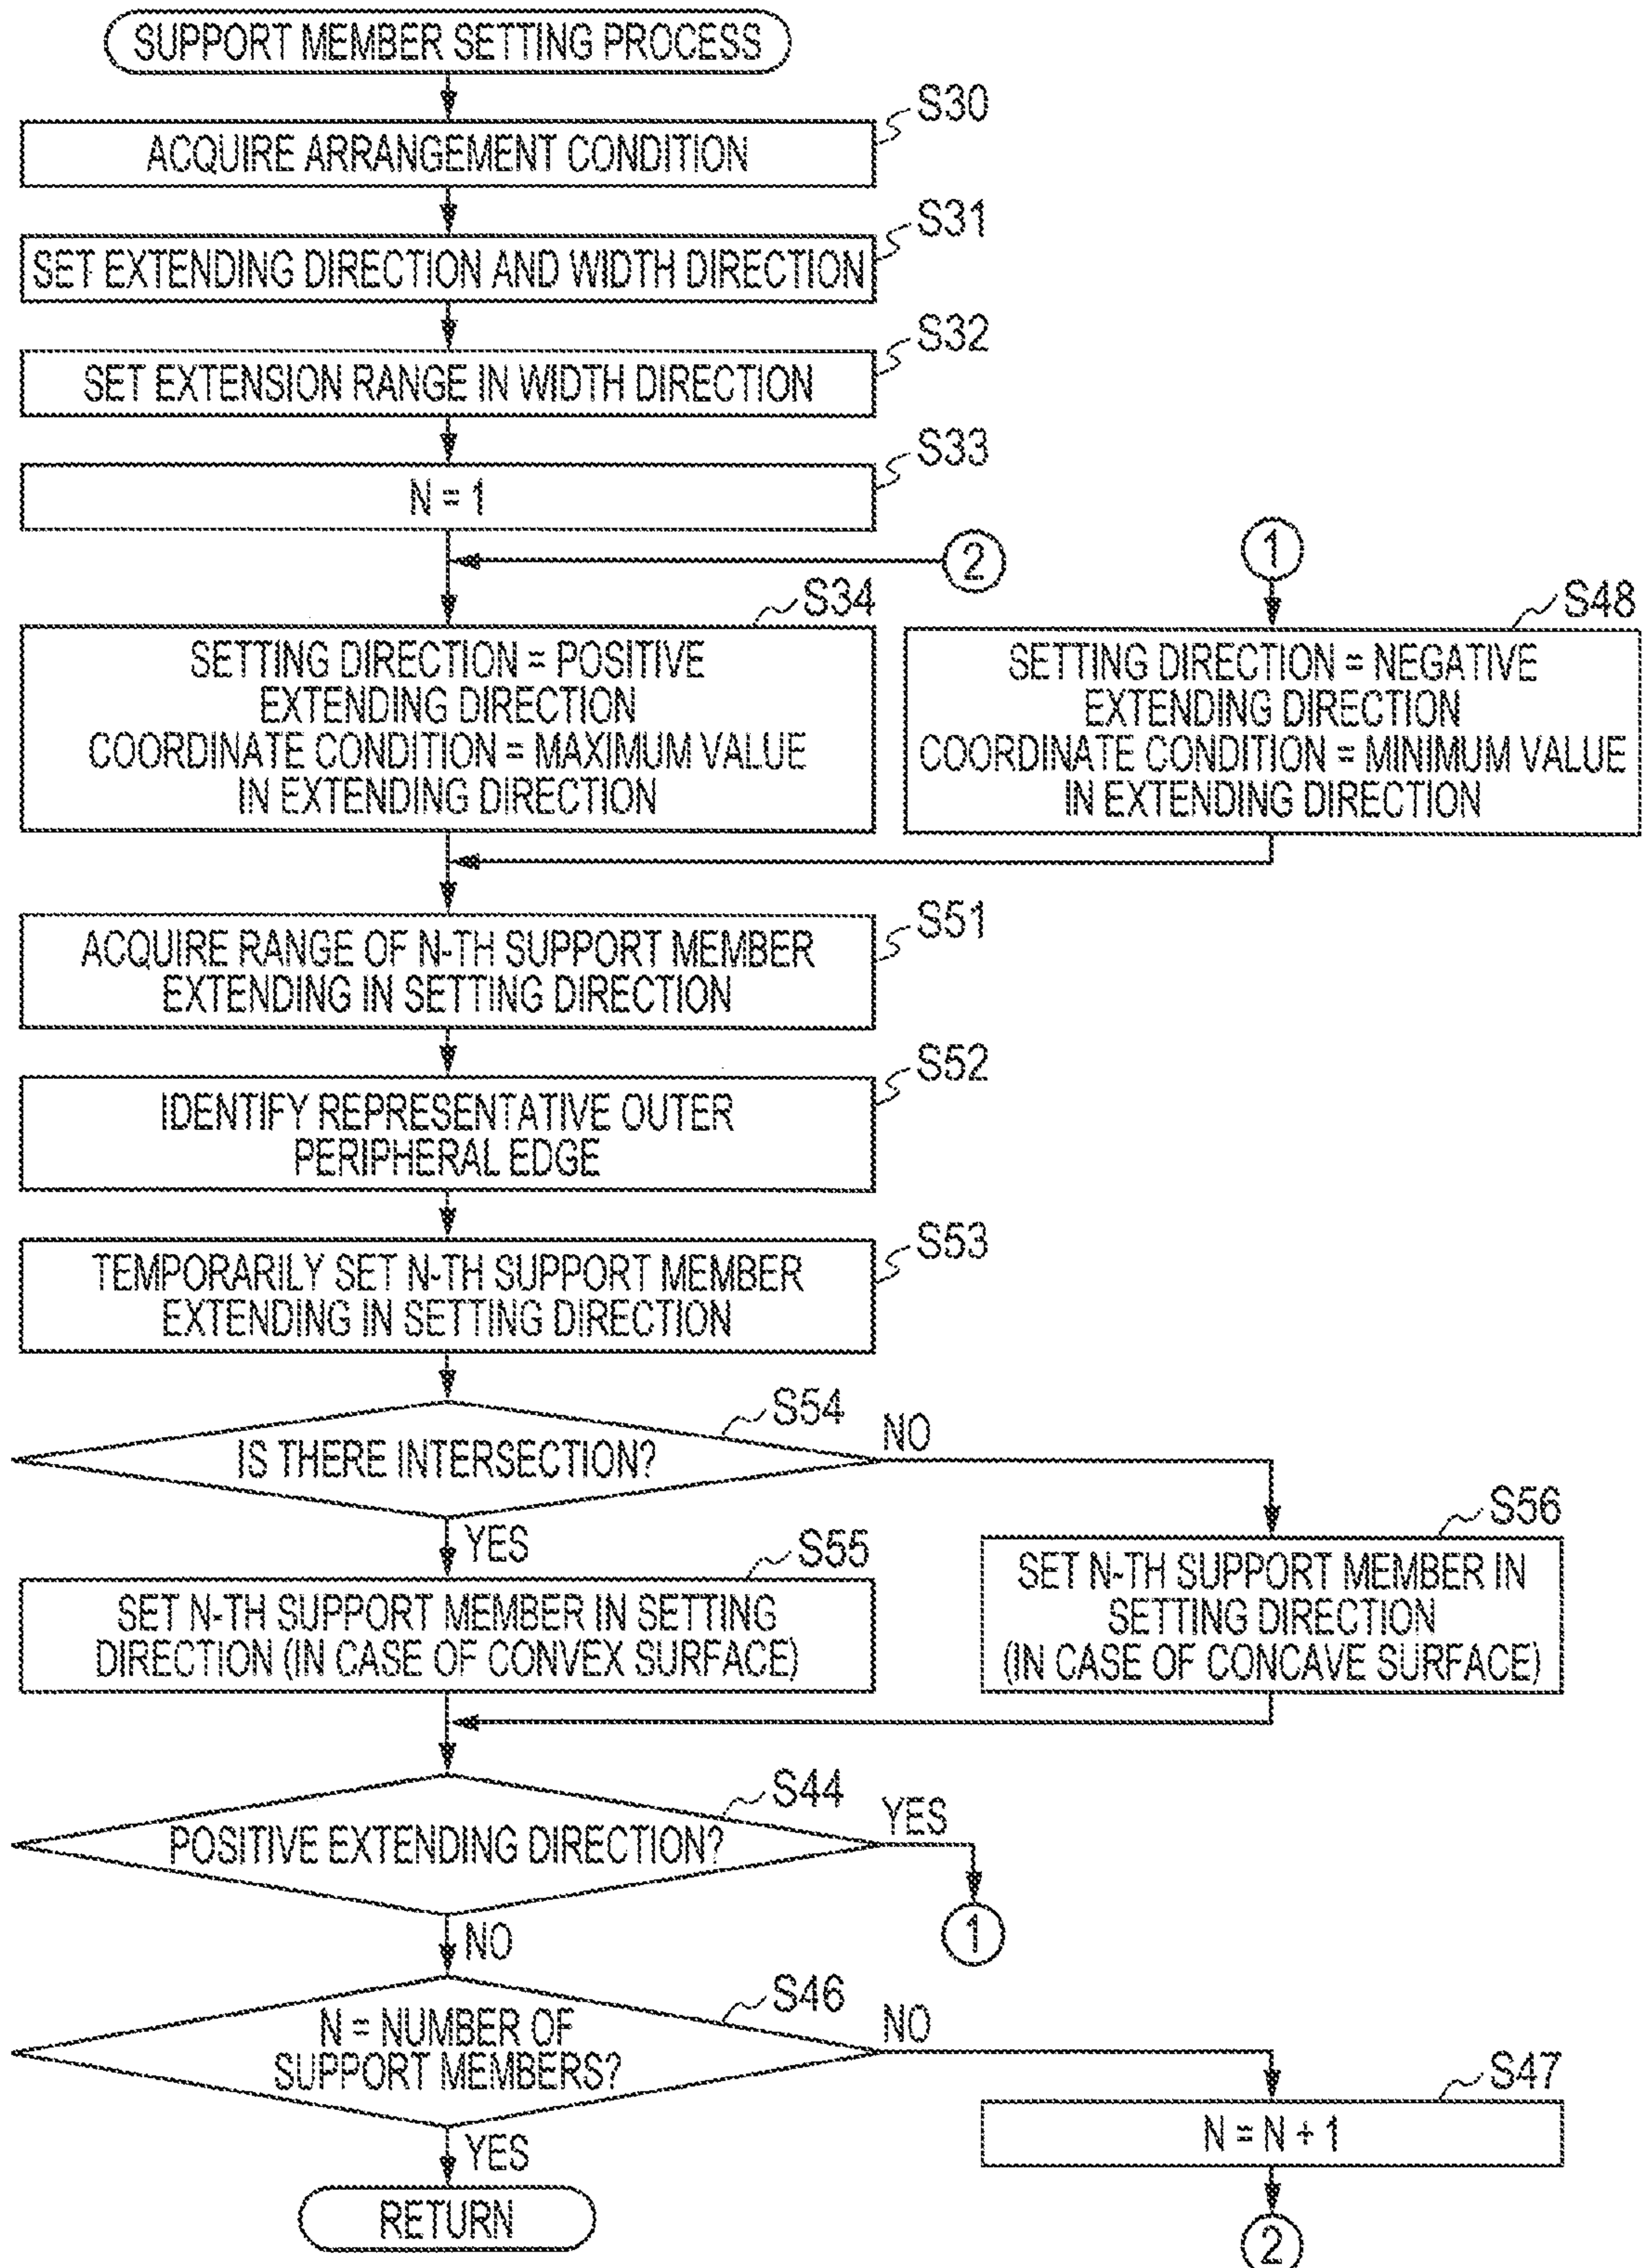 SUPPORT MEMBER SETTING PROCESS
S30
ACQUIRE ARRANGEMENT CONDITION
S31
SET EXTENDING DIRECTION AND WIDTH DIRECTION
S32
SET EXTENSION RANGE IN WIDTH DIRECTION
S33
N = 1
2
1
S34
SETTING DIRECTION = POSITIVE
EXTENDING DIRECTION
COORDINATE CONDITION = MAXIMUM VALUE
IN EXTENDING DIRECTION
S48
SETTING DIRECTION = NEGATIVE
EXTENDING DIRECTION
COORDINATE CONDITION = MINIMUM VALUE
IN EXTENDING DIRECTION
S51
ACQUIRE RANGE OF N-TH SUPPORT MEMBER
EXTENDING IN SETTING DIRECTION
S52
IDENTIFY REPRESENTATIVE OUTER
PERIPHERAL EDGE
S53
TEMPORARILY SET N-TH SUPPORT MEMBER
EXTENDING IN SETTING DIRECTION
S54
IS THERE INTERSECTION?
NO
YES
S55
SET N-TH SUPPORT MEMBER IN SETTING
DIRECTION (IN CASE OF CONVEX SURFACE)
S56
SET N-TH SUPPORT MEMBER IN
SETTING DIRECTION
(IN CASE OF CONCAVE SURFACE)
S44
POSITIVE EXTENDING DIRECTION?
YES
1
NO
S46
N = NUMBER OF
SUPPORT MEMBERS?
NO
S47
N = N + 1
YES
RETURN
2